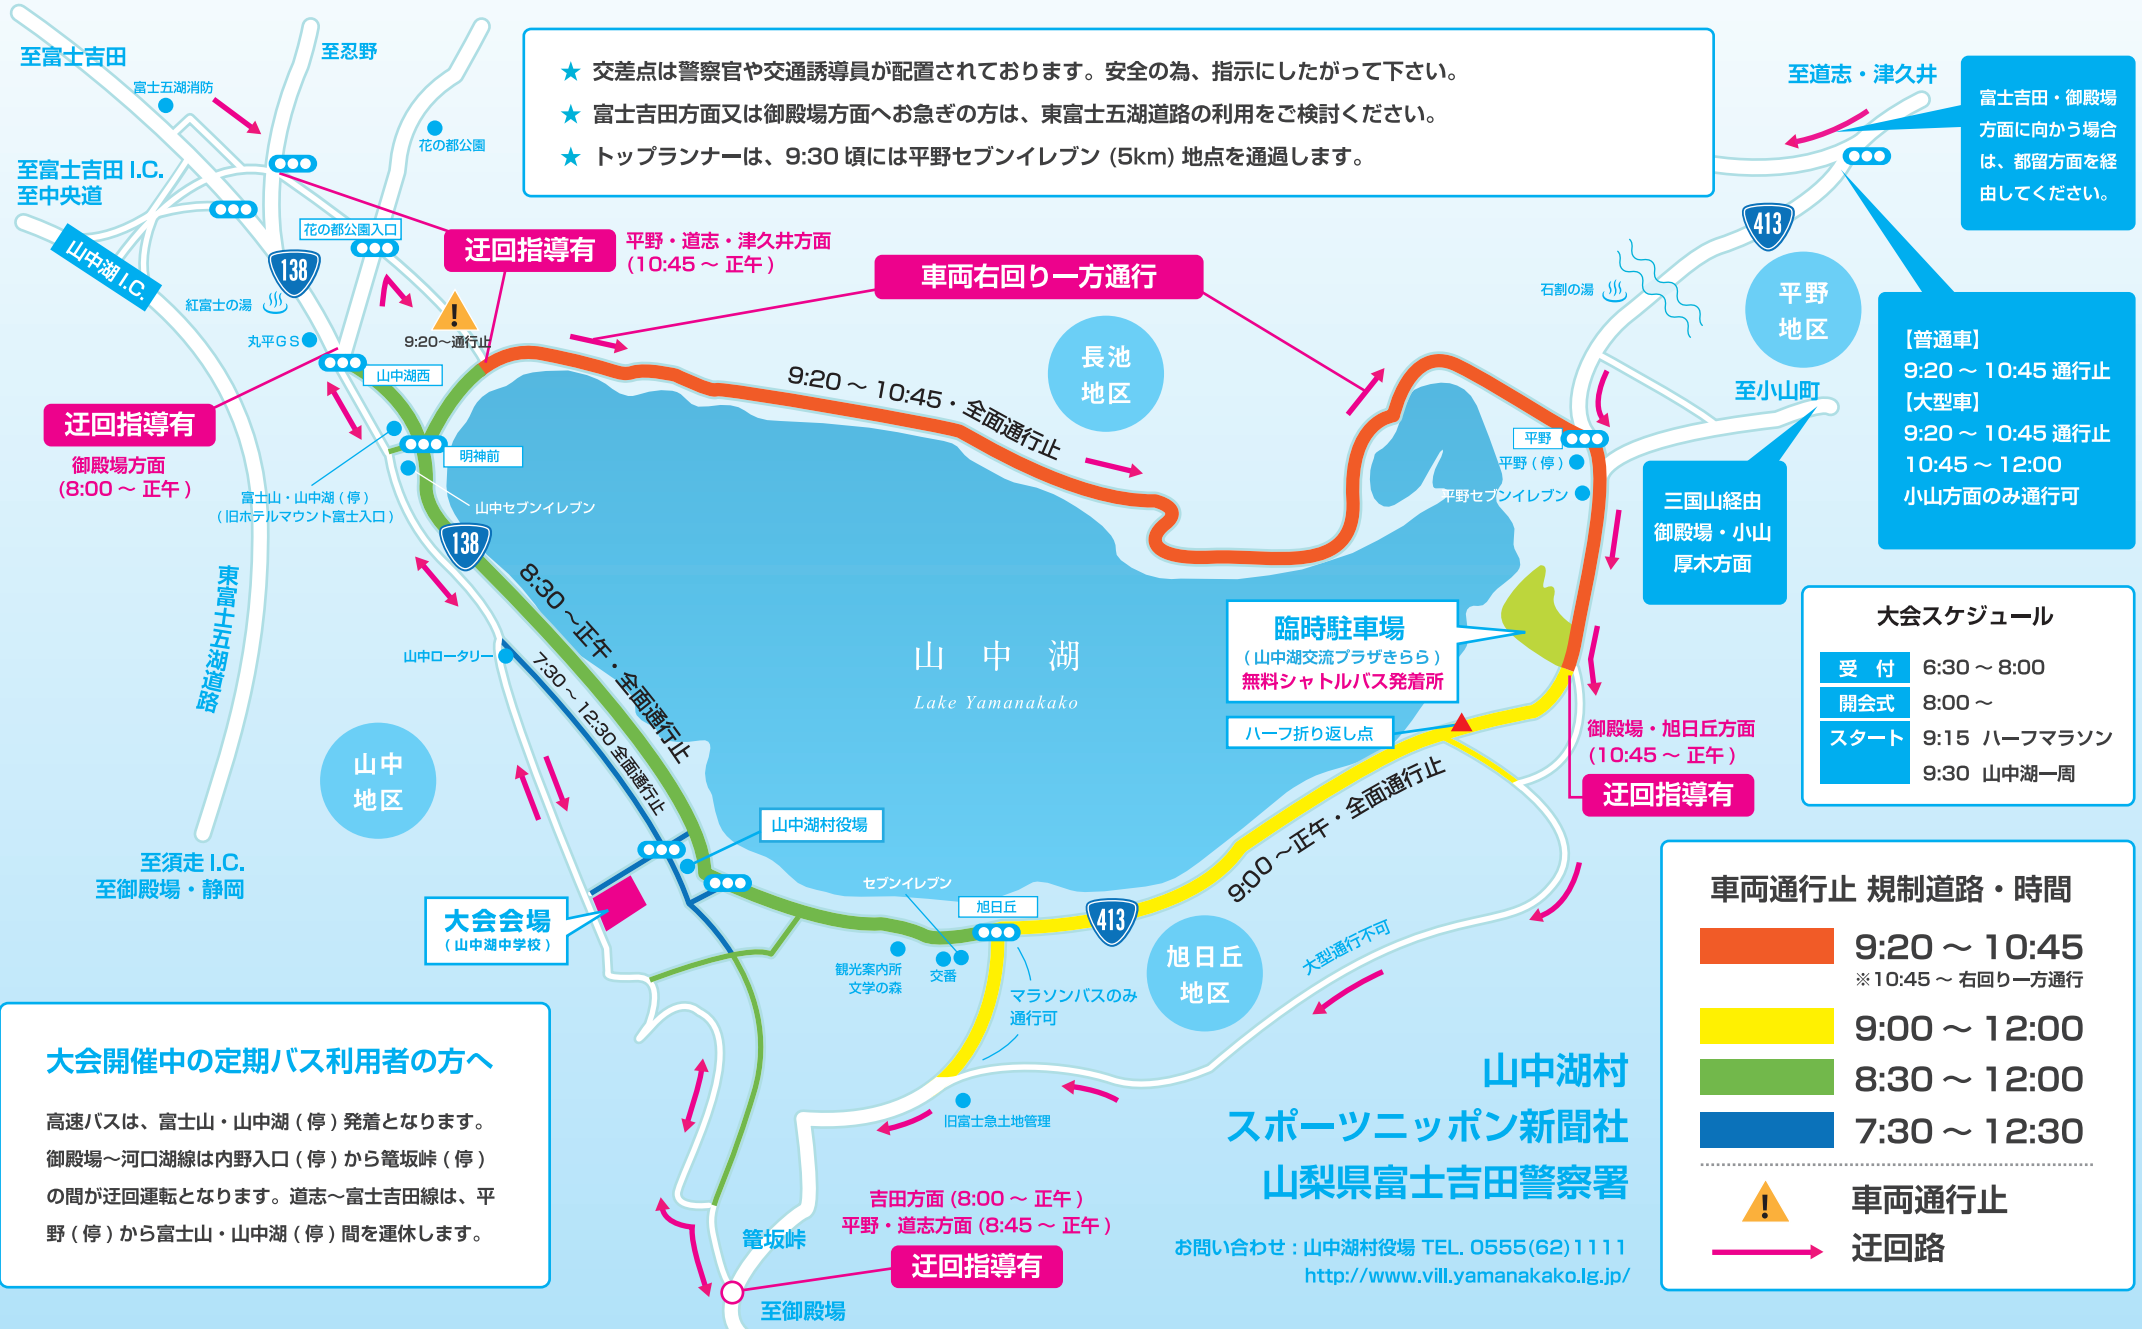 至富士吉田
至忍野
富士五湖消防
花の都公園
至富士吉田 I.C.
至中央道
山中湖 I.C.
花の都公園入口
138
紅富士の湯
丸平GS
山中湖西
9:20〜通行止
迂回指導有
平野・道志・津久井方面
(10:45 〜 正午 )
★ 交差点は警察官や交通誘導員が配置されております。安全の為、指示にしたがって下さい。
★ 富士吉田方面又は御殿場方面へお急ぎの方は、東富士五湖道路の利用をご検討ください。
★ トップランナーは、9:30 頃には平野セブンイレブン (5km) 地点を通過します。
車両右回り一方通行
至道志・津久井
富士吉田・御殿場
方面に向かう場合
は、都留方面を経
由してください。
413
石割の湯
平野
地区
長池
地区
【普通車】
9:20 〜 10:45 通行止
【大型車】
9:20 〜 10:45 通行止
10:45 〜 12:00
小山方面のみ通行可
至小山町
9:20 〜 10:45・全面通行止
平野
平野 ( 停 )
平野セブンイレブン
三国山経由
御殿場・小山
厚木方面
迂回指導有
御殿場方面
(8:00 〜 正午 )
明神前
富士山・山中湖 ( 停 )
( 旧ホテルマウント富士入口 )
山中セブンイレブン
138
東富士五湖道路
8:30 〜正午・全面通行止
7:30 〜 12:30 全面通行止
山中ロータリー
山中
地区
山中湖
Lake Yamanakako
臨時駐車場
( 山中湖交流プラザきらら )
無料シャトルバス発着所
ハーフ折り返し点
御殿場・旭日丘方面
(10:45 〜 正午 )
迂回指導有
大会スケジュール
受 付 6:30 〜 8:00
開会式 8:00 〜
スタート 9:15 ハーフマラソン
9:30 山中湖一周
至須走 I.C.
至御殿場・静岡
山中湖村役場
大会会場
( 山中湖中学校 )
セブンイレブン
旭日丘
413
9:00 〜正午・全面通行止
旭日丘
地区
観光案内所
文学の森
交番
マラソンバスのみ
通行可
大型通行不可
旧富士急土地管理
車両通行止 規制道路・時間
9:20 〜 10:45
※10:45 〜 右回り一方通行
9:00 〜 12:00
8:30 〜 12:00
7:30 〜 12:30
車両通行止
迂回路
大会開催中の定期バス利用者の方へ
高速バスは、富士山・山中湖 ( 停 ) 発着となります。
御殿場〜河口湖線は内野入口 ( 停 ) から篭坂峠 ( 停 )
の間が迂回運転となります。道志〜富士吉田線は、平
野 ( 停 ) から富士山・山中湖 ( 停 ) 間を運休します。
篭坂峠
吉田方面 (8:00 〜 正午 )
平野・道志方面 (8:45 〜 正午 )
迂回指導有
至御殿場
山中湖村
スポーツニッポン新聞社
山梨県富士吉田警察署
お問い合わせ : 山中湖村役場 TEL. 0555(62)1111
http://www.vill.yamanakako.lg.jp/